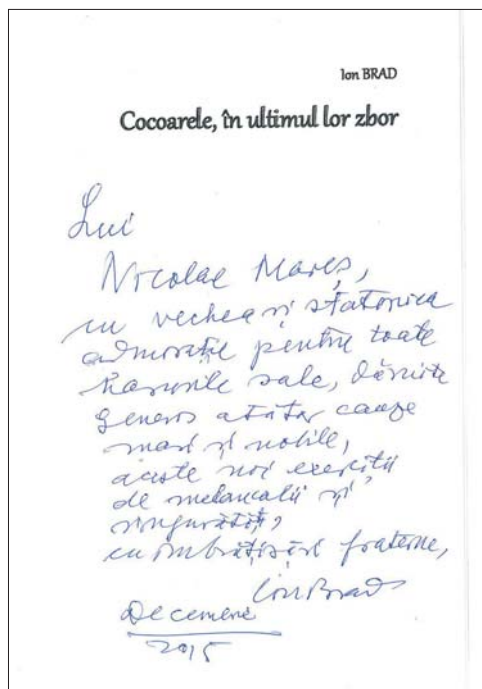 Ion BRAD
Cocoarele, în ultimul lor zbor
Lui
Nicolae Mareș,
cu vechea și statornica
admirație pentru toate
harurile sale, dăruite
generos atâtor cauze
mari și nobile,
aceste noi exerciții
de melancolii și
singurătăți,
cu îmbrățișări fraterne,
Ion Brad
Decembrie
2015